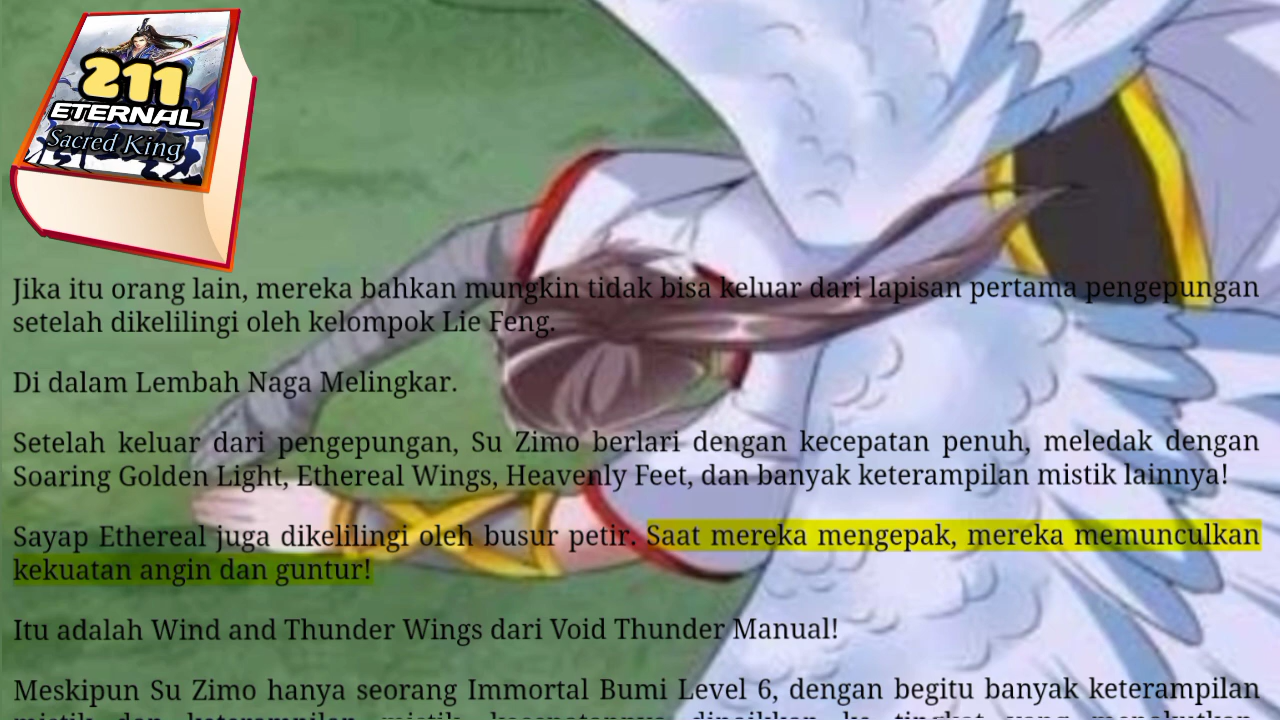 211
ETERNAL
Sacred King
Jika itu orang lain, mereka bahkan mungkin tidak bisa keluar dari lapisan pertama pengepungan
setelah dikelilingi oleh kelompok Lie Feng.
Di dalam Lembah Naga Melingkar.
Setelah keluar dari pengepungan, Su Zimo berlari dengan kecepatan penuh, meledak dengan
Soaring Golden Light, Ethereal Wings, Heavenly Feet, dan banyak keterampilan mistik lainnya!
Sayap Ethereal juga dikelilingi oleh busur petir. Saat mereka mengepak, mereka memunculkan
kekuatan angin dan guntur!
Itu adalah Wind and Thunder Wings dari Void Thunder Manual!
Meskipun Su Zimo hanya seorang Immortal Bumi Level 6, dengan begitu banyak keterampilan